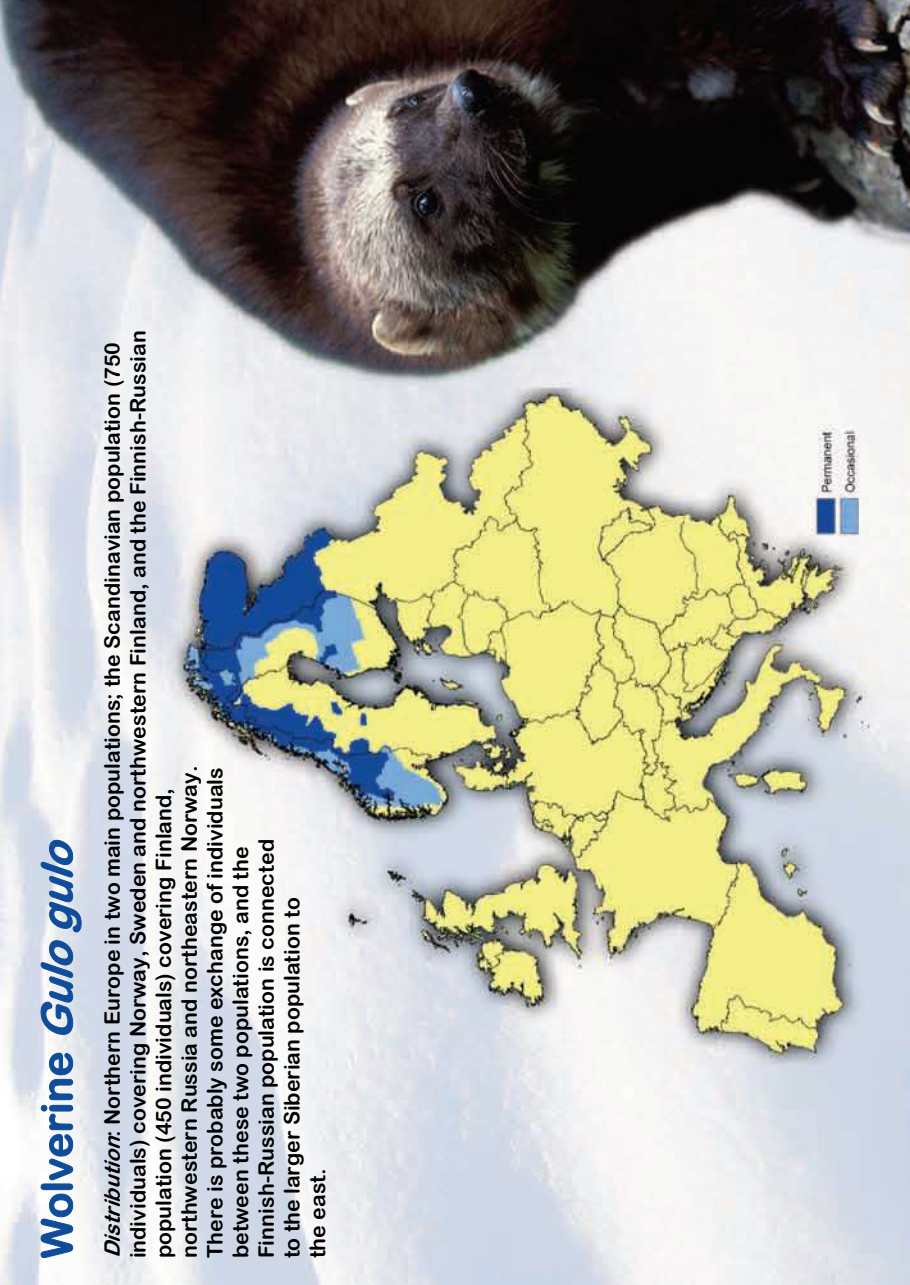 Wolverine Gulo gulo
Distribution: Northern Europe in two main populations; the Scandinavian population (750
individuals) covering Norway, Sweden and northwestern Finland, and the Finnish-Russian
population (450 individuals) covering Finland,
northwestern Russia and northeastern Norway.
There is probably some exchange of individuals
between these two populations, and the
Finnish-Russian population is connected
to the larger Siberian population to
the east.
Permanent
Occasional